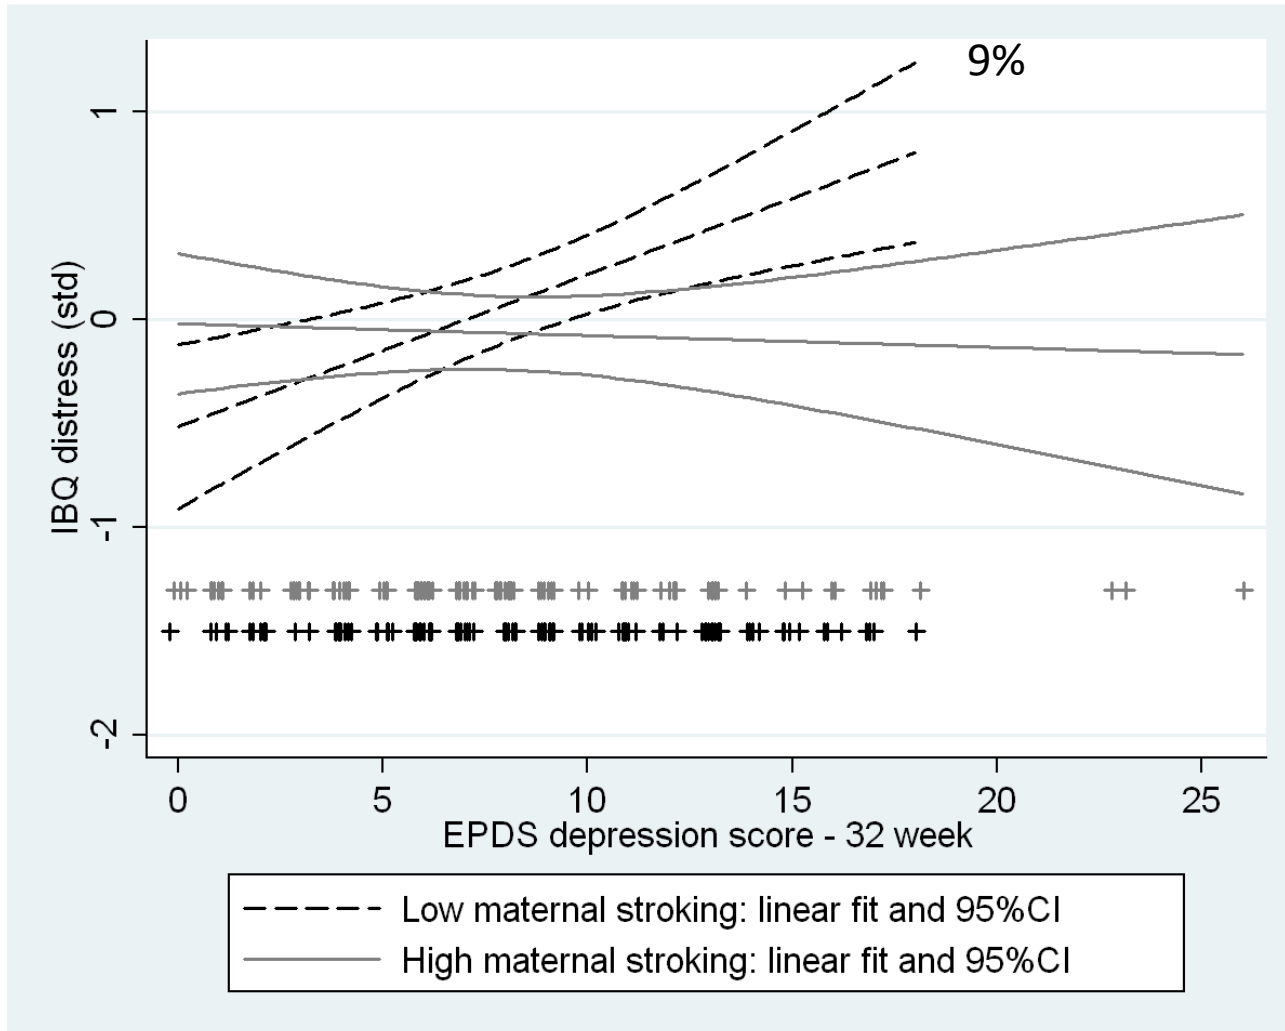 9%
1
0
-1
-2
IBQ distress (std)
0 5 10 15 20 25
EPDS depression score - 32 week
Low maternal stroking: linear fit and 95%CI
High maternal stroking: linear fit and 95%CI